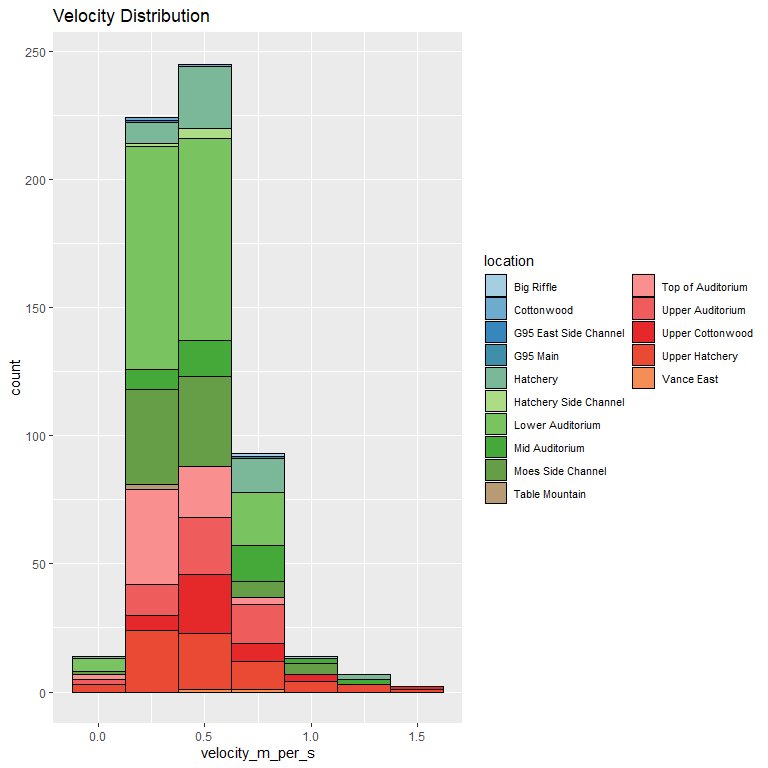 Velocity Distribution
250
200
150
100
50
0
count
0.0
0.5
1.0
1.5
velocity_m_per_s
location
Big Riffle
Cottonwood
G95 East Side Channel
G95 Main
Hatchery
Hatchery Side Channel
Lower Auditorium
Mid Auditorium
Moes Side Channel
Table Mountain
Top of Auditorium
Upper Auditorium
Upper Cottonwood
Upper Hatchery
Vance East